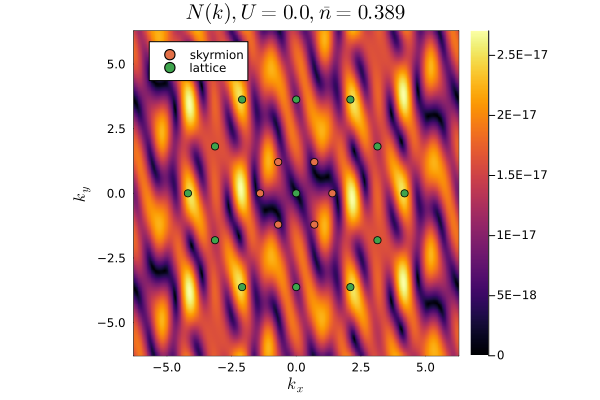 N(k), U = 0.0, n̄ = 0.389
skyrmion
lattice
5.0
2.5
0.0
−2.5
−5.0
k_y
−5.0 −2.5 0.0 2.5 5.0
k_x
2.5E−17
2E−17
1.5E−17
1E−17
5E−18
0